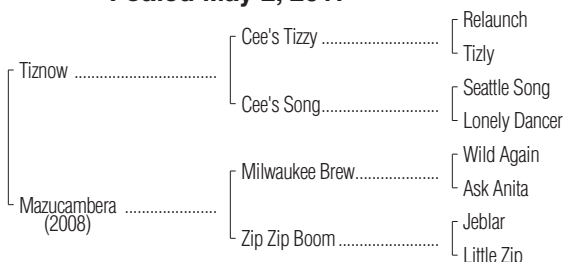 Relaunch
Cee's Tizzy
Tizly
Tiznow
Seattle Song
Cee's Song
Lonely Dancer
Wild Again
Milwaukee Brew
Ask Anita
Mazucambera
(2008)
Jeblar
Zip Zip Boom
Little Zip